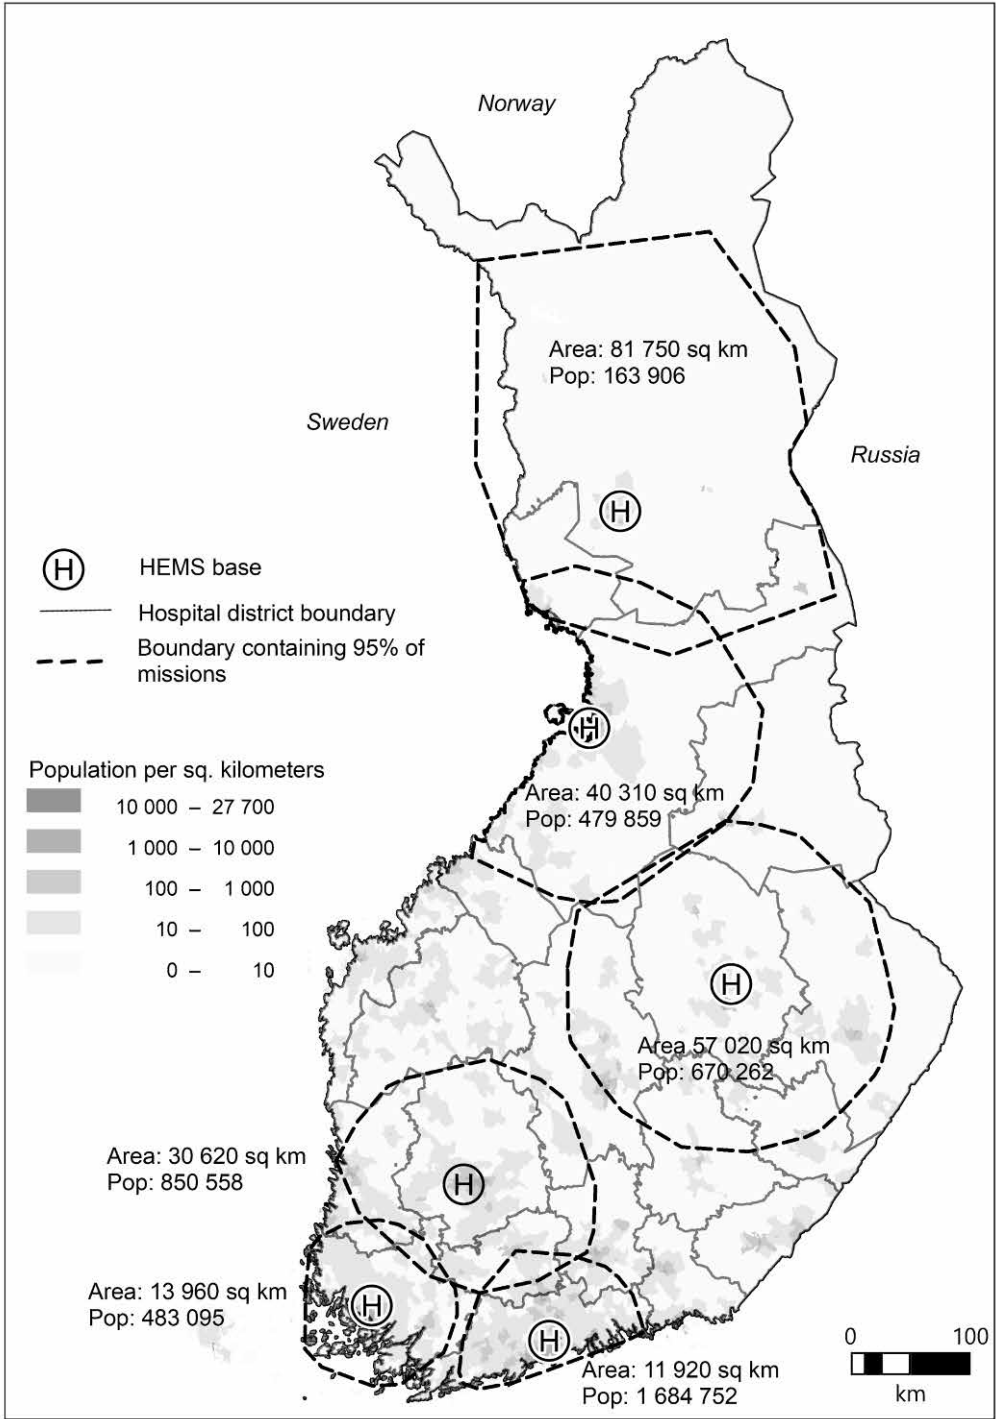 Norway
Area: 81 750 sq km
Pop: 163 906
Sweden
Russia
H
H
HEMS base
Hospital district boundary
Boundary containing 95% of
missions
H
Population per sq. kilometers
10 000 – 27 700
1 000 – 10 000
100 – 1 000
10 – 100
0 – 10
Area: 40 310 sq km
Pop: 479 859
H
Area 57 020 sq km
Pop: 670 262
Area: 30 620 sq km
Pop: 850 558
H
Area: 13 960 sq km
Pop: 483 095
H
H
Area: 11 920 sq km
Pop: 1 684 752
0 100
km